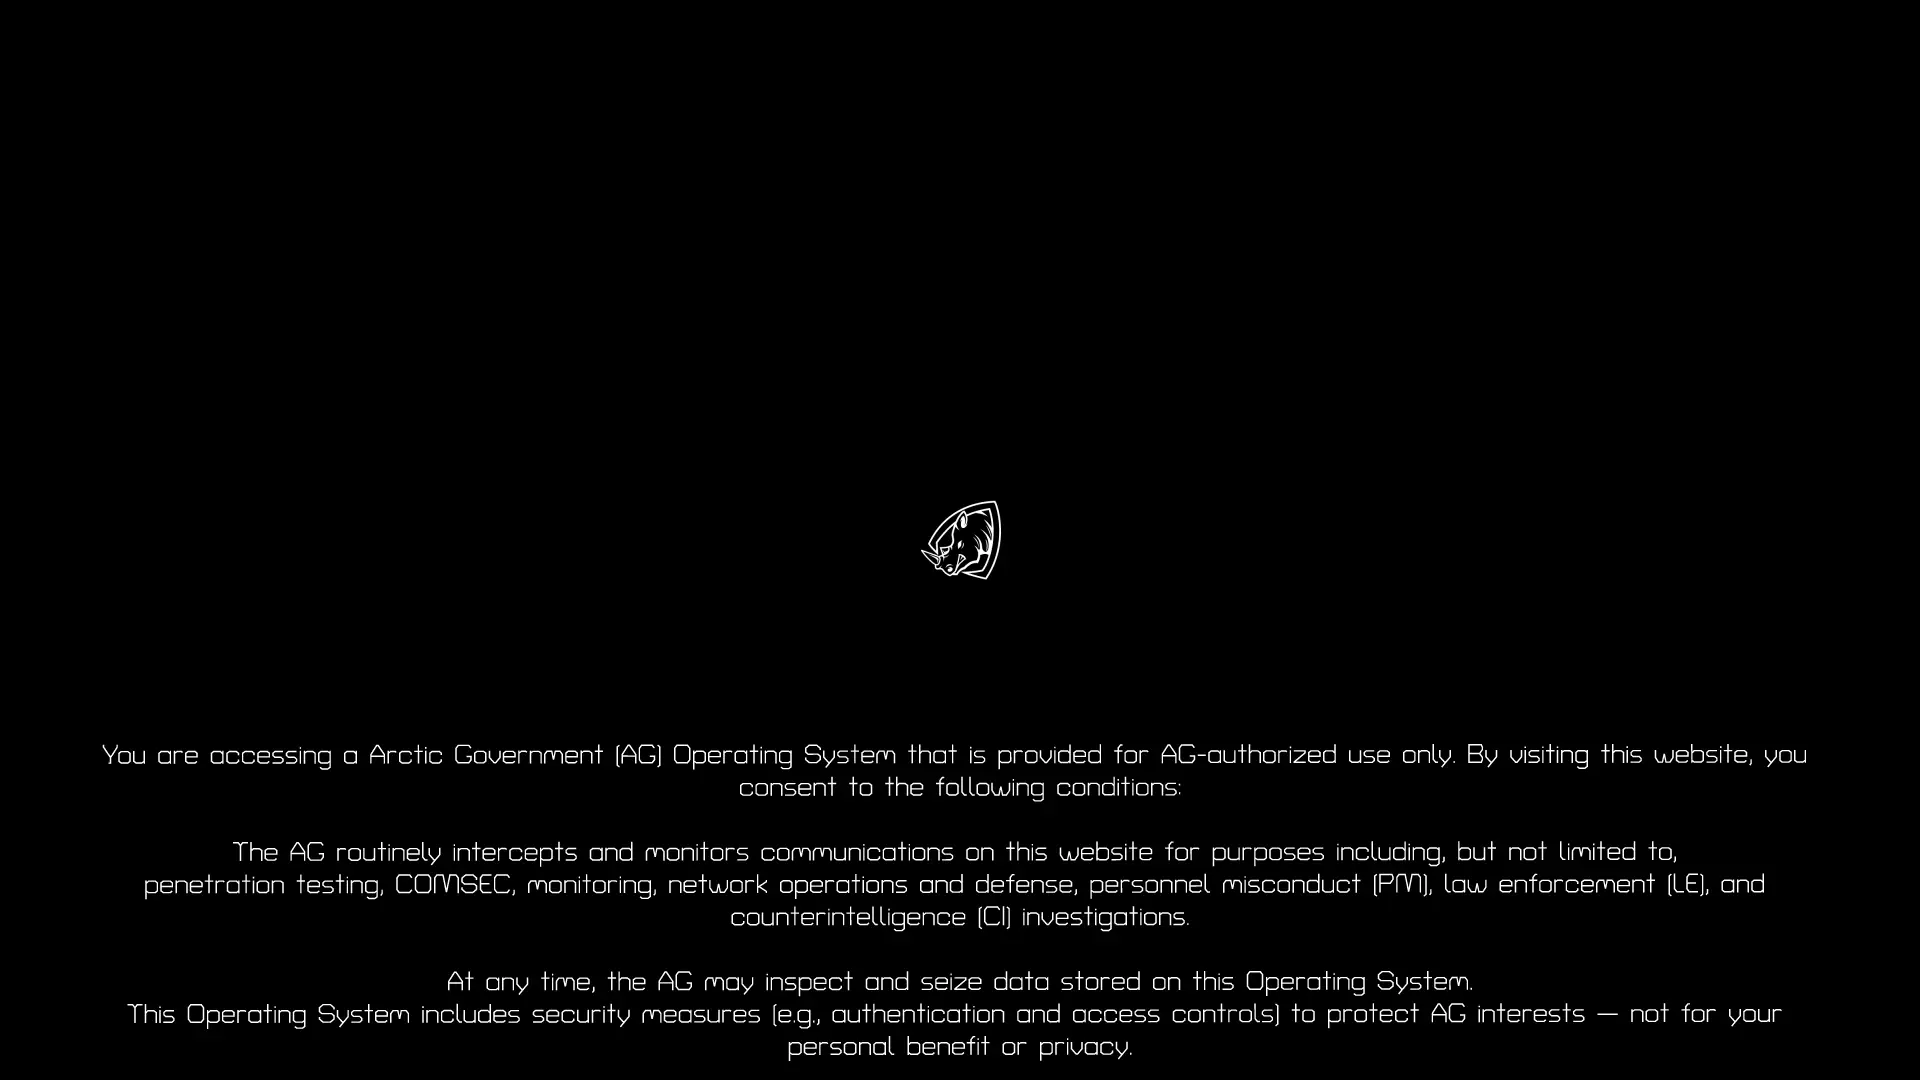 You are accessing a Arctic Government (AG) Operating System that is provided for AG-authorized use only. By visiting this website, you
consent to the following conditions:
The AG routinely intercepts and monitors communications on this website for purposes including, but not limited to,
penetration testing, COMSEC, monitoring, network operations and defense, personnel misconduct (PM), law enforcement (LE), and
counterintelligence (CI) investigations.
At any time, the AG may inspect and seize data stored on this Operating System.
This Operating System includes security measures (e.g., authentication and access controls) to protect AG interests — not for your
personal benefit or privacy.